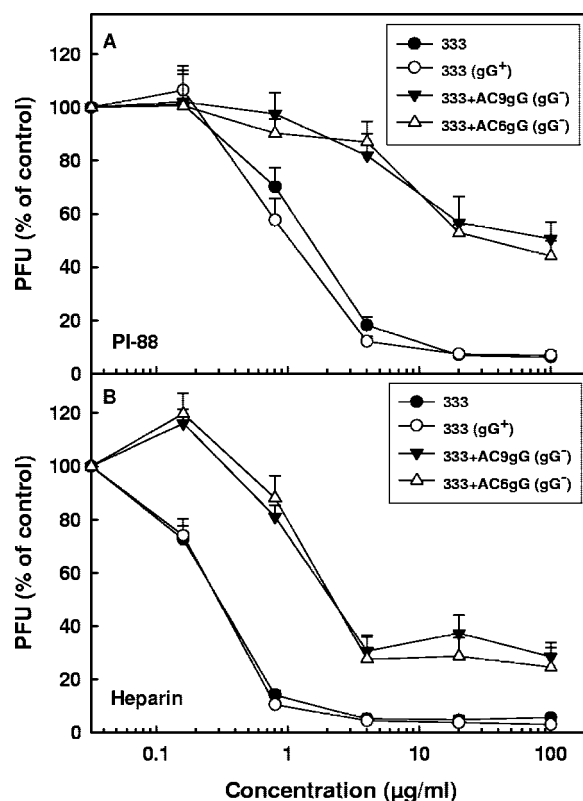 A
333
333 (gG⁺)
333+AC9gG (gG⁻)
333+AC6gG (gG⁻)
120
100
80
60
40
20
0
PFU (% of control)
PI-88
B
333
333 (gG⁺)
333+AC9gG (gG⁻)
333+AC6gG (gG⁻)
120
100
80
60
40
20
0
PFU (% of control)
Heparin
0.1 1 10 100
Concentration (µg/ml)